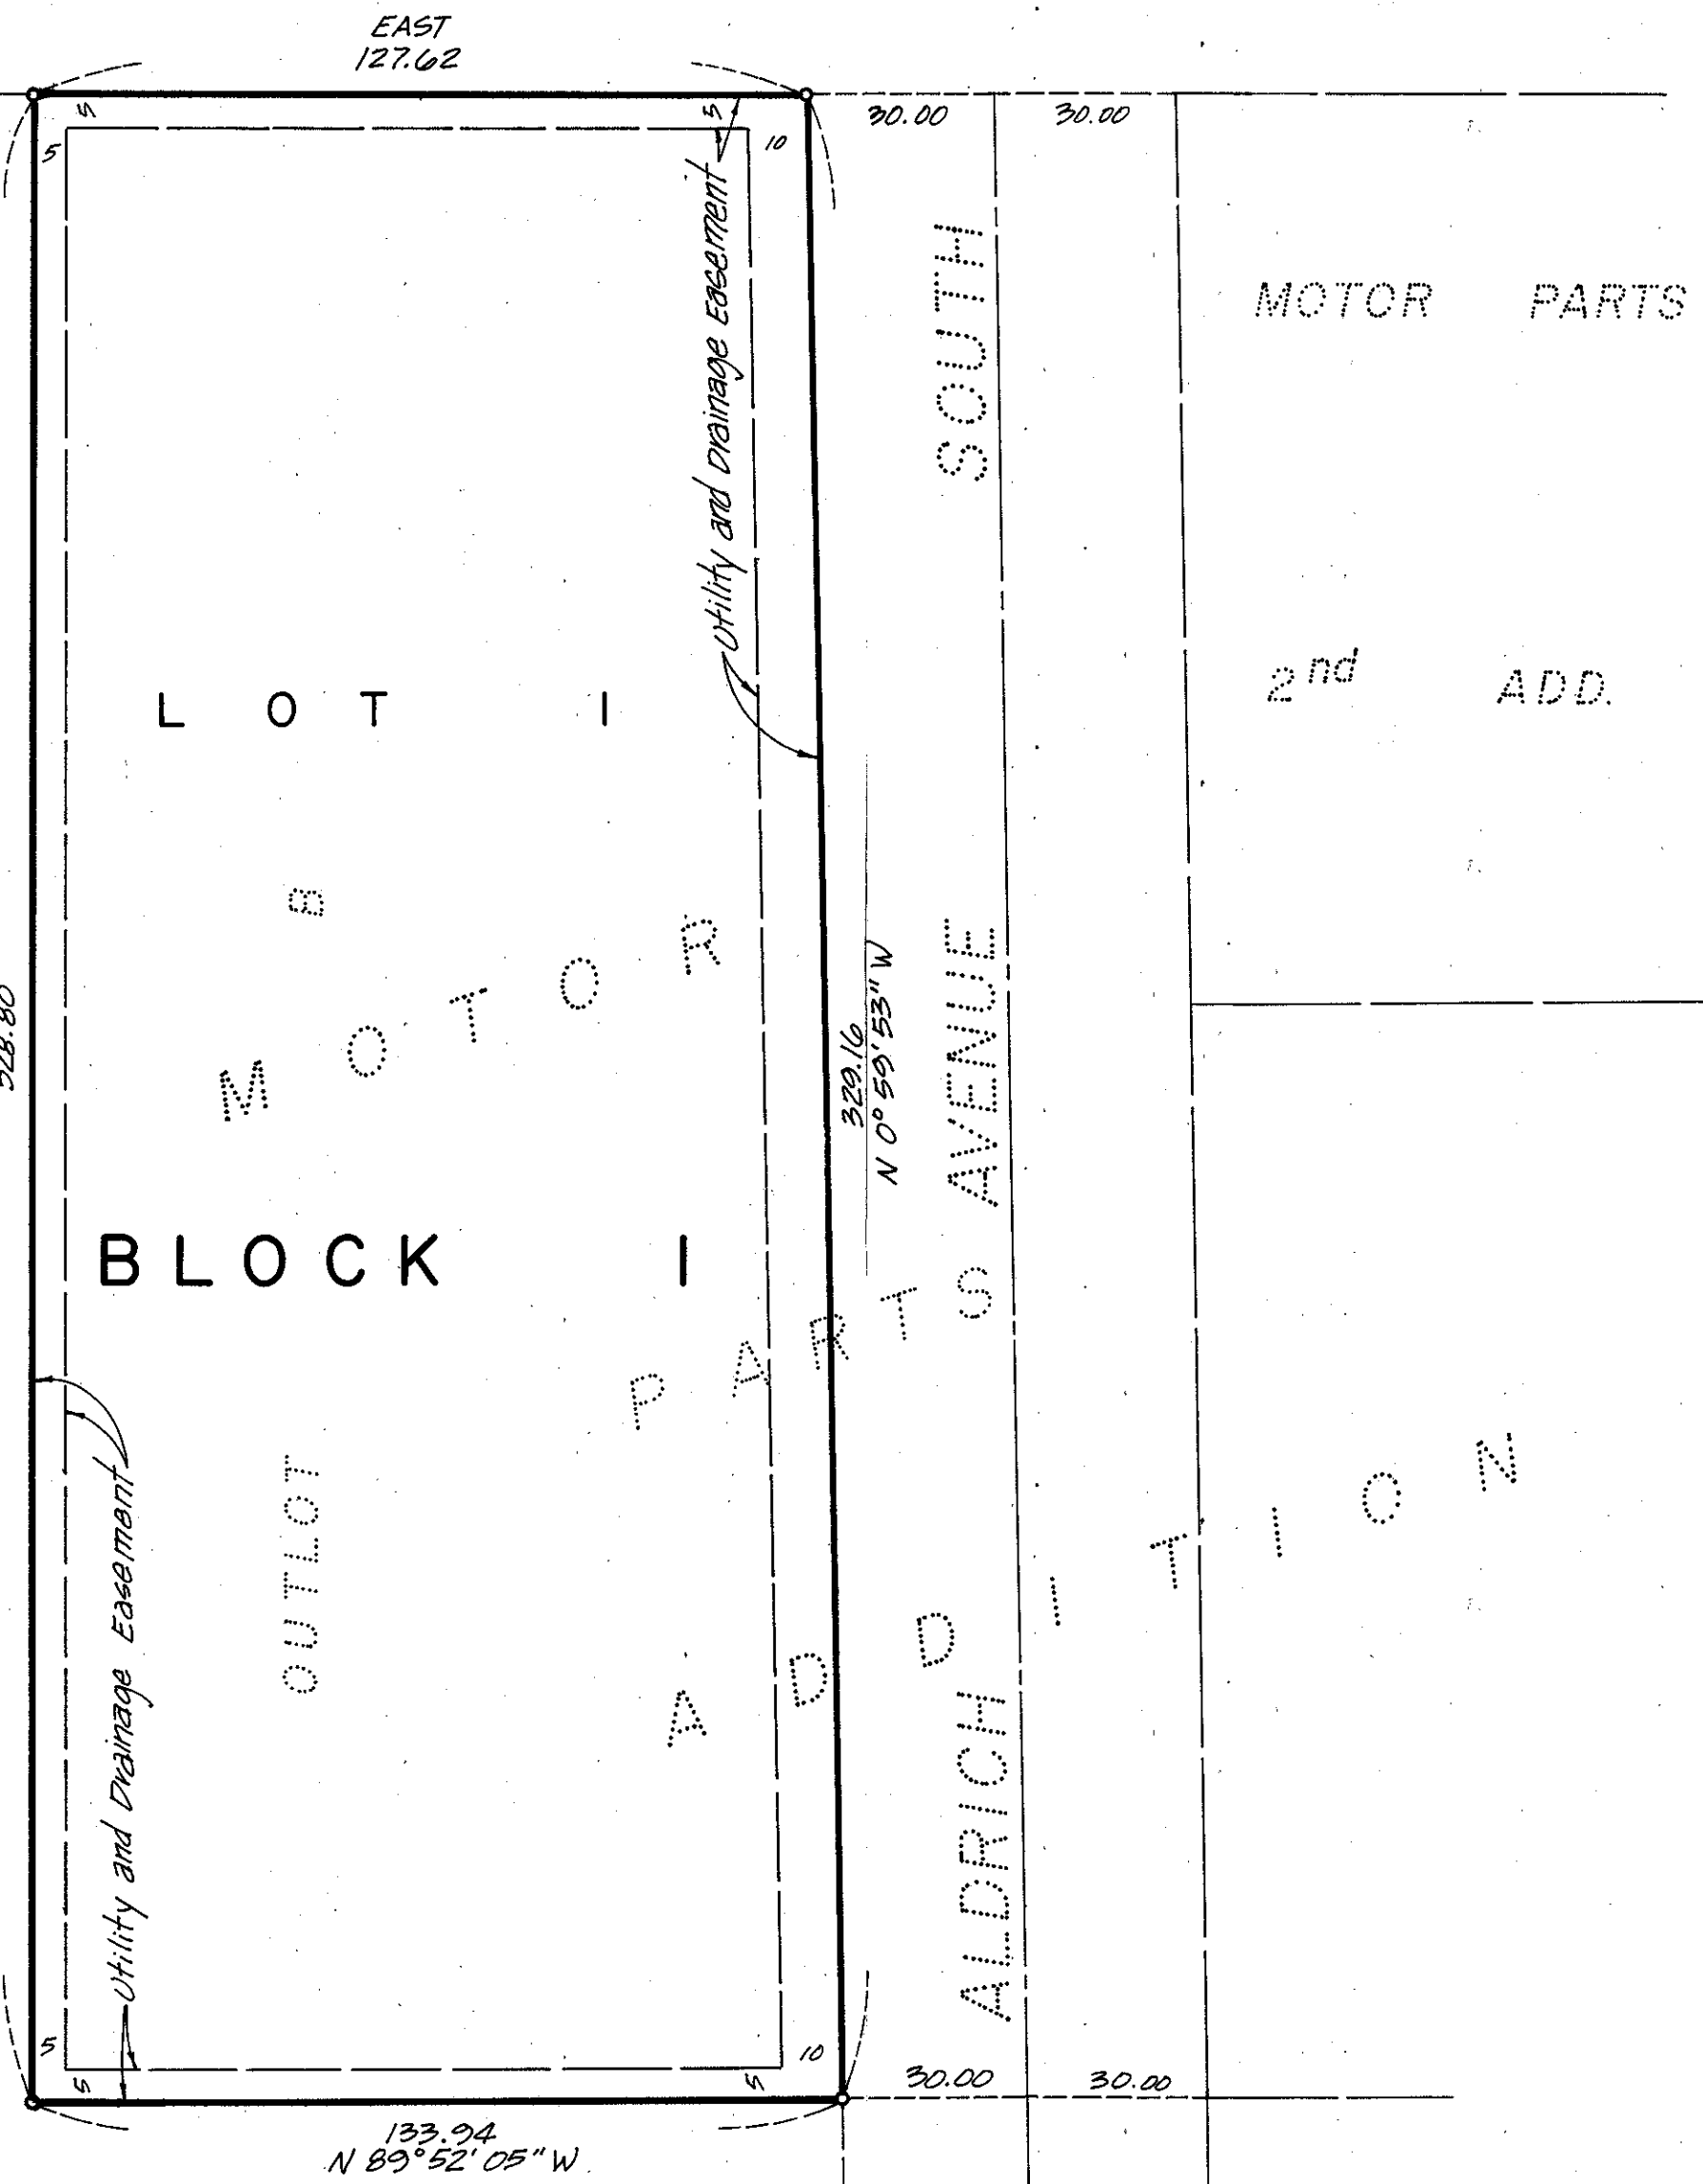 EAST
127.62
30.00
30.00
5
5
5
10
Utility and Drainage Easement
SOUTH
MOTOR PARTS
2nd ADD.
LOT 1
B
MOTOR
329.16
N 0° 59' 53" W
AVENUE
BLOCK 1
PARTS
Utility and Drainage Easement
OUTLOT
ADDITION
ALDRICH
5
5
5
10
30.00
30.00
133.94
N 89° 52' 05" W